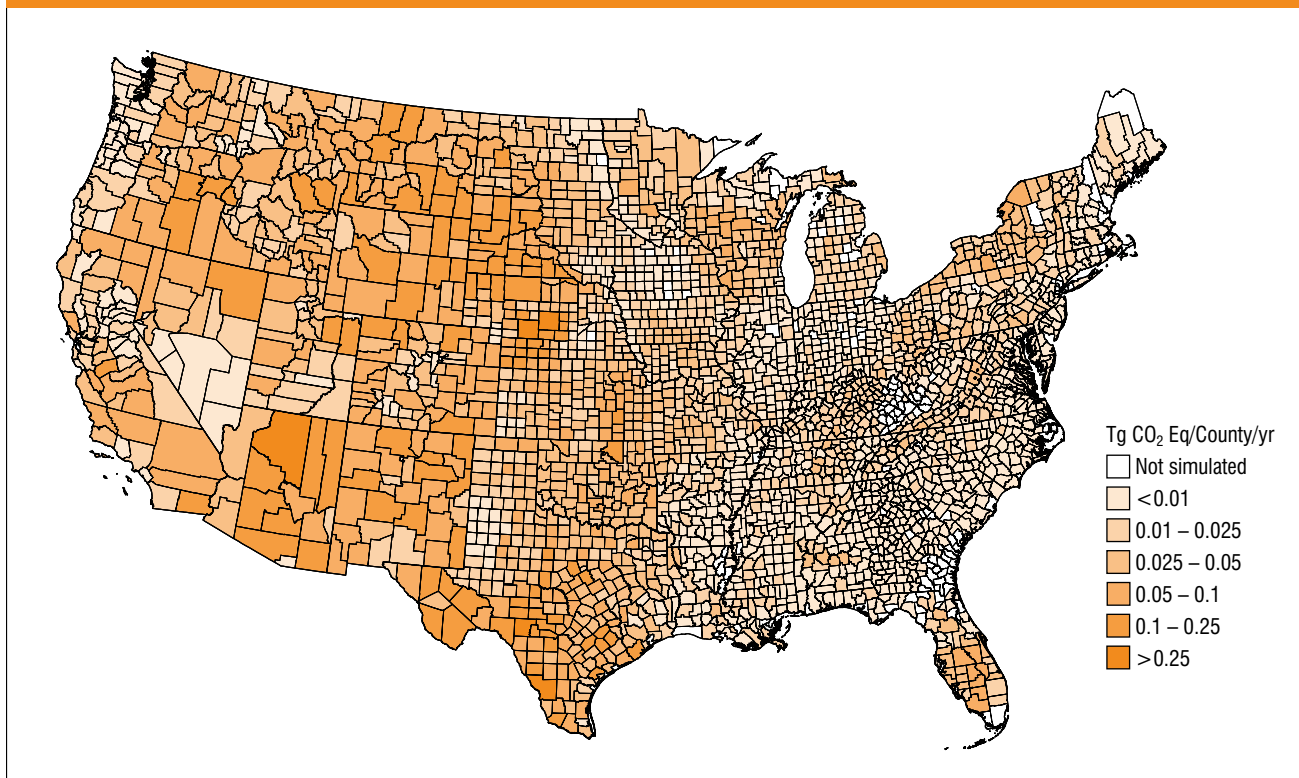 Tg CO₂ Eq/County/yr
Not simulated
<0.01
0.01 – 0.025
0.025 – 0.05
0.05 – 0.1
0.1 – 0.25
>0.25